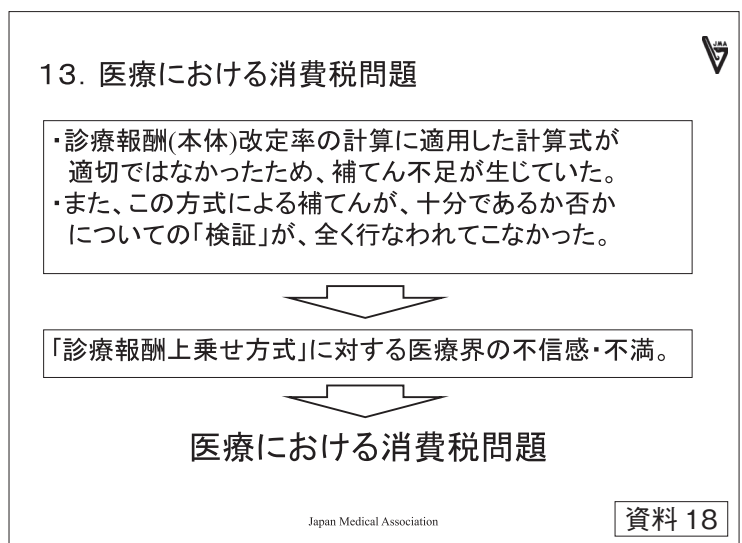 JMA
13. 医療における消費税問題
・診療報酬(本体)改定率の計算に適用した計算式が
適切ではなかったため、補てん不足が生じていた。
・また、この方式による補てんが、十分であるか否か
についての「検証」が、全く行なわれてこなかった。
「診療報酬上乗せ方式」に対する医療界の不信感・不満。
医療における消費税問題
Japan Medical Association
資料 18